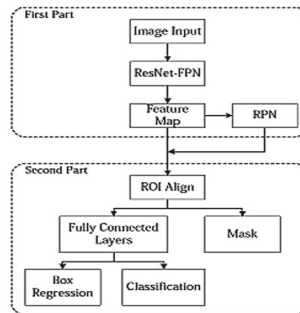 First Part
Image Input
ResNet-FPN
Feature
Map
RPN
Second Part
ROI Align
Fully Connected
Layers
Mask
Box
Regression
Classification